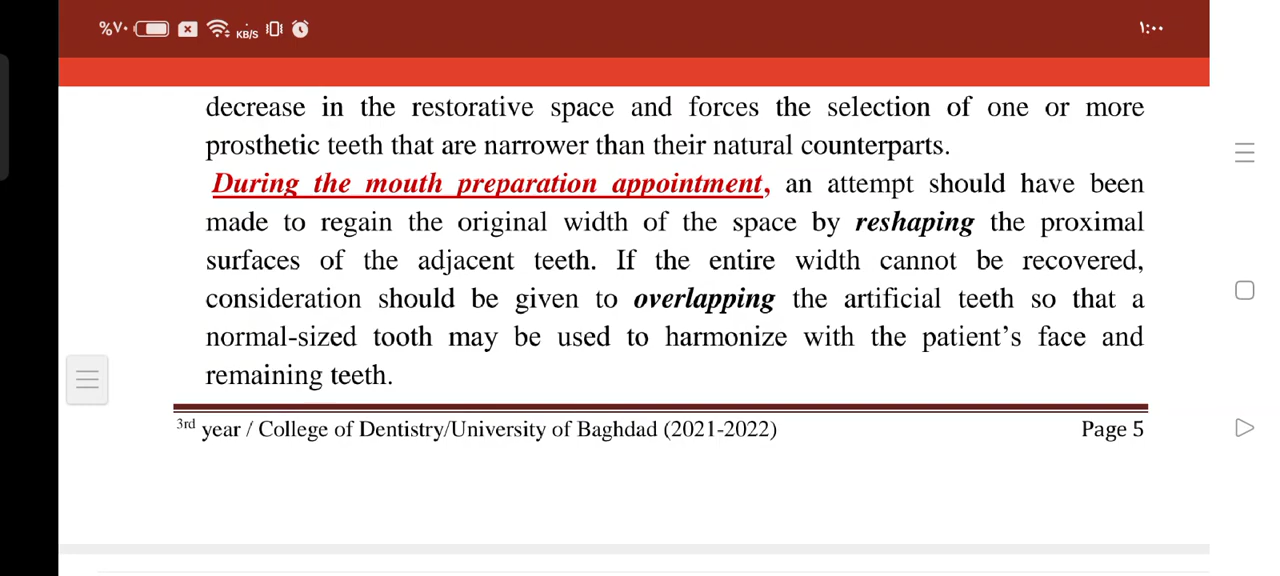 %٧٠ KB/S ١:٠٠
decrease in the restorative space and forces the selection of one or more
prosthetic teeth that are narrower than their natural counterparts.
During the mouth preparation appointment, an attempt should have been
made to regain the original width of the space by reshaping the proximal
surfaces of the adjacent teeth. If the entire width cannot be recovered,
consideration should be given to overlapping the artificial teeth so that a
normal-sized tooth may be used to harmonize with the patient's face and
remaining teeth.
3rd year / College of Dentistry/University of Baghdad (2021-2022) Page 5